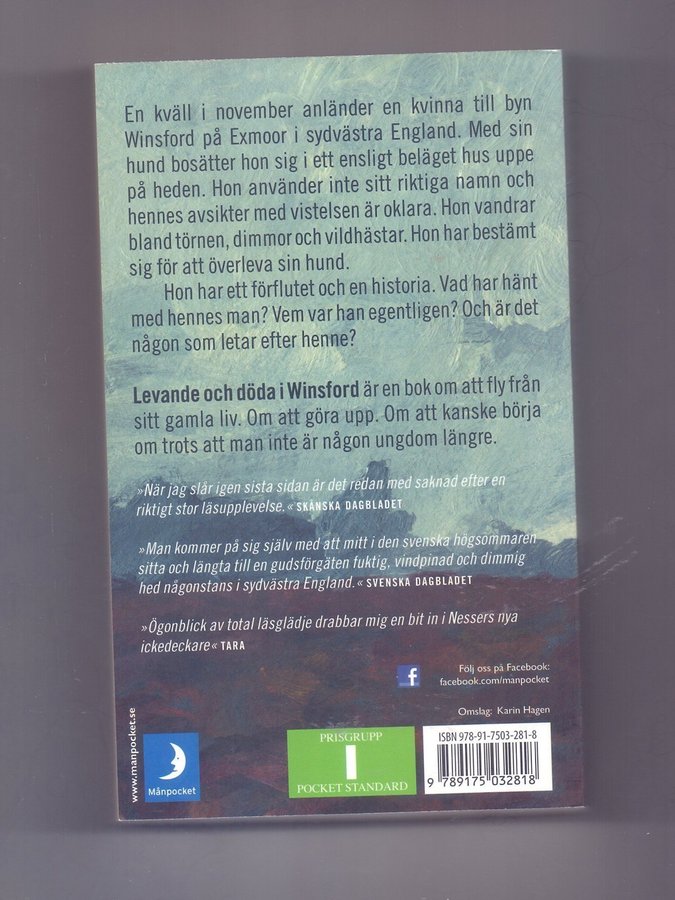 En kväll i november anländer en kvinna till byn
Winsford på Exmoor i sydvästra England. Med sin
hund bosätter hon sig i ett ensligt beläget hus uppe
på heden. Hon använder inte sitt riktiga namn och
hennes avsikter med vistelsen är oklara. Hon vandrar
bland törnen, dimmor och vildhästar. Hon har bestämt
sig för att överleva sin hund.
Hon har ett förflutet och en historia. Vad har hänt
med hennes man? Vem var han egentligen? Och är det
någon som letar efter henne?
Levande och döda i Winsford är en bok om att fly från
sitt gamla liv. Om att göra upp. Om att kanske börja
om trots att man inte är någon ungdom längre.
»När jag slår igen sista sidan är det redan med saknad efter en
riktigt stor läsupplevelse.« SKÅNSKA DAGBLADET
»Man kommer på sig själv med att mitt i den svenska högsommaren
sitta och längta till en gudsförgäten fuktig, vindpinad och dimmig
hed någonstans i sydvästra England.« SVENSKA DAGBLADET
»Ögonblick av total läsglädje drabbar mig en bit in i Nessers nya
ickedeckare« TARA
f
Följ oss på Facebook:
facebook.com/manpocket
Omslag: Karin Hagen
www.manpocket.se
Månpocket
PRISGRUPP
1
POCKET STANDARD
ISBN 978-91-7503-281-8
9 789175 032818